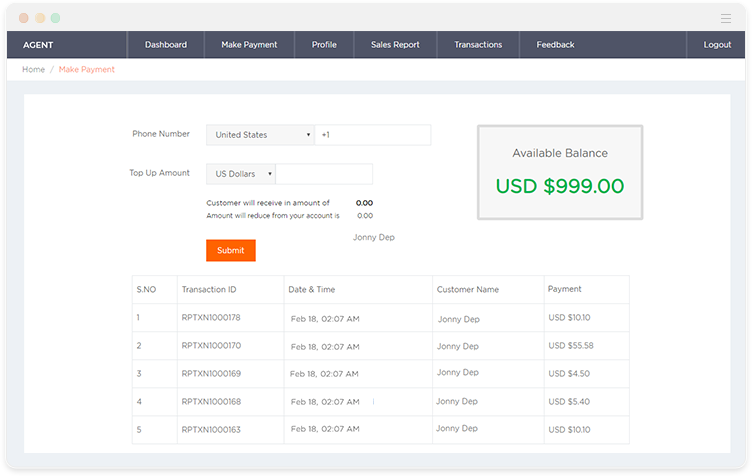 AGENT Dashboard Make Payment Profile Sales Report Transactions Feedback Logout
Home / Make Payment
Phone Number United States +1
Available Balance
USD $999.00
Top Up Amount US Dollars
Customer will receive in amount of 0.00
Amount will reduce from your account is 0.00
Jonny Dep
Submit
S.NO Transaction ID Date & Time Customer Name Payment
1 RPTXN1000178 Feb 18, 02:07 AM Jonny Dep USD $10.10
2 RPTXN1000170 Feb 18, 02:07 AM Jonny Dep USD $55.58
3 RPTXN1000169 Feb 18, 02:07 AM Jonny Dep USD $4.50
4 RPTXN1000168 Feb 18, 02:07 AM Jonny Dep USD $5.40
5 RPTXN1000163 Feb 18, 02:07 AM Jonny Dep USD $10.10